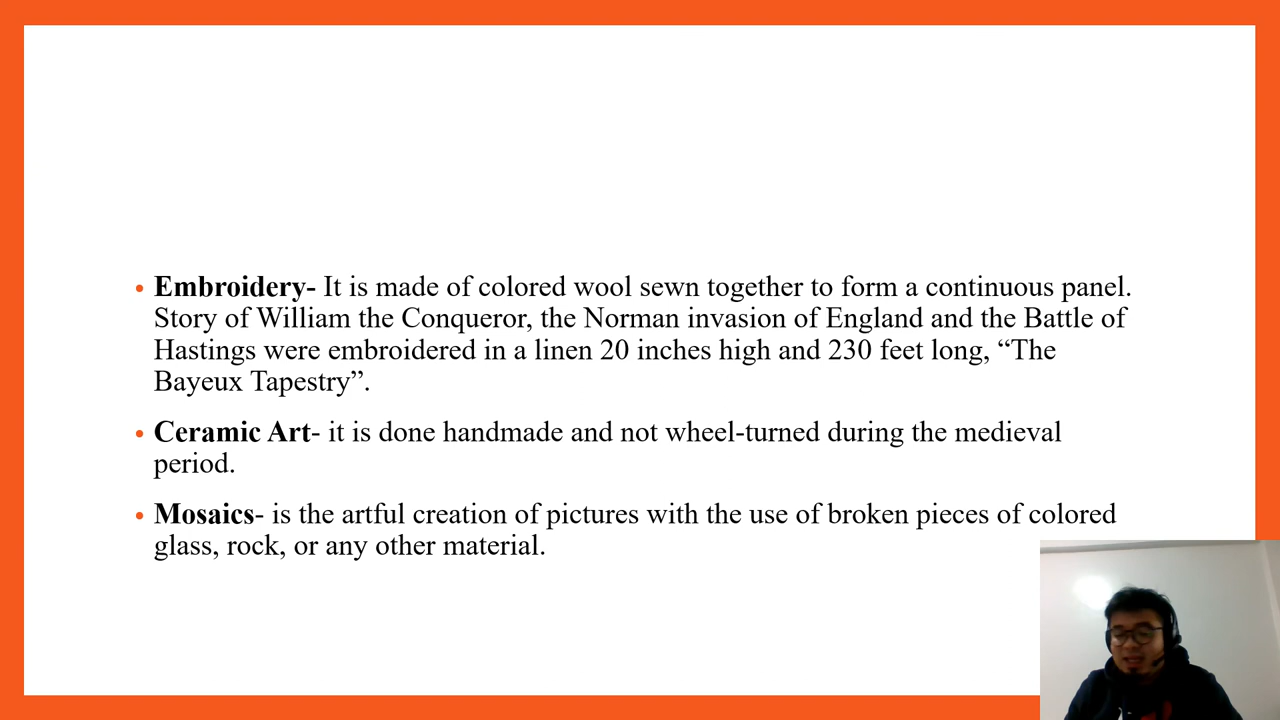 • Embroidery- It is made of colored wool sewn together to form a continuous panel.
Story of William the Conqueror, the Norman invasion of England and the Battle of
Hastings were embroidered in a linen 20 inches high and 230 feet long, “The
Bayeux Tapestry”.
• Ceramic Art- it is done handmade and not wheel-turned during the medieval
period.
• Mosaics- is the artful creation of pictures with the use of broken pieces of colored
glass, rock, or any other material.